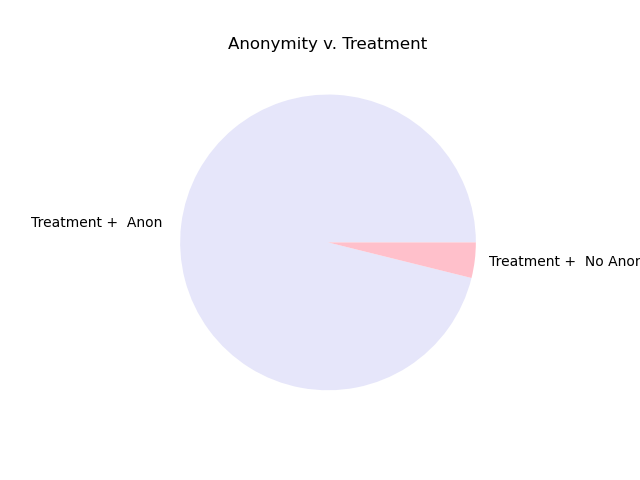 Anonymity v. Treatment
Treatment +  Anon
Treatment +  No Anon